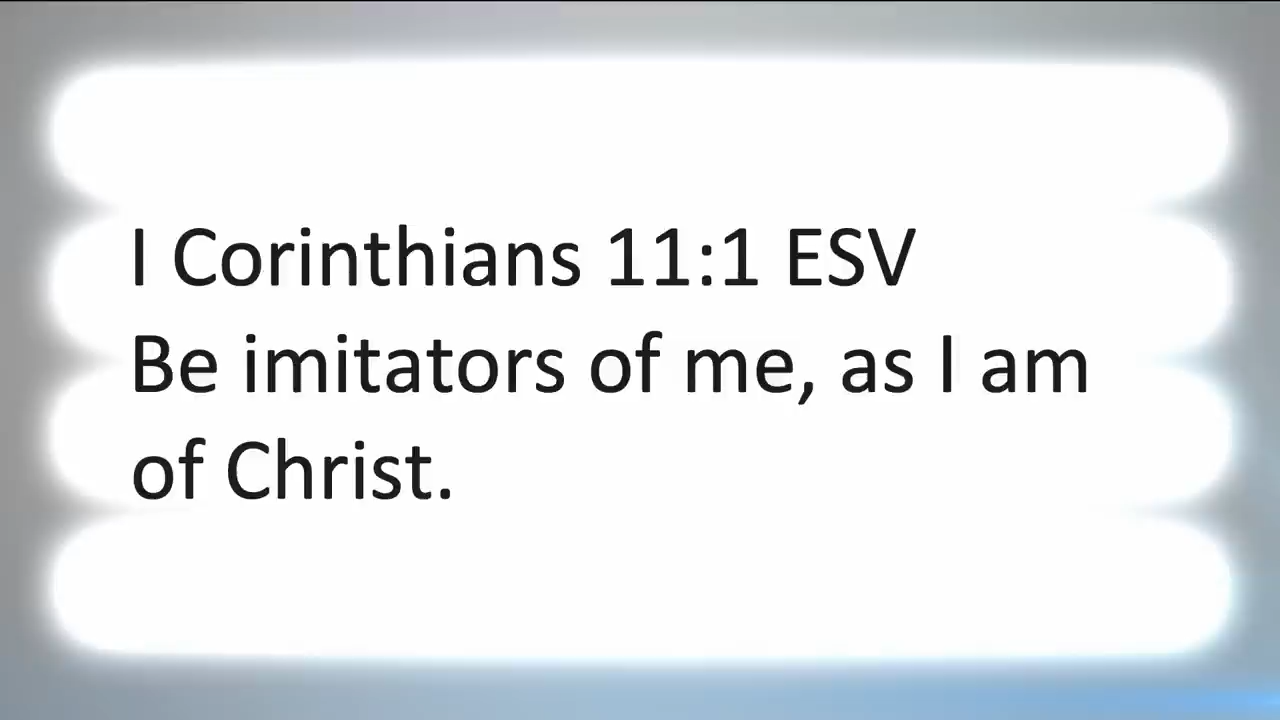 I Corinthians 11:1 ESV
Be imitators of me, as I am
of Christ.